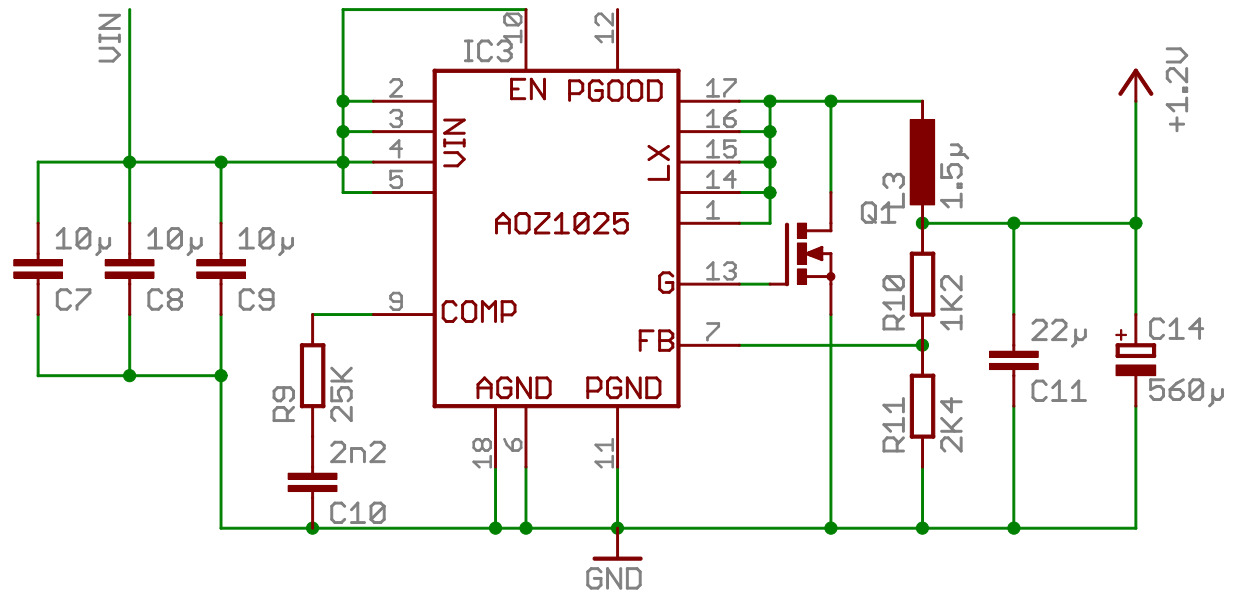 VIN
10
12
IC3
EN PGOOD
2
17
3
16
4
15
5
14
1
VIN
LX
AOZ1025
L3
1.5µ
+1.2V
Q1
10µ
10µ
10µ
C7
C8
C9
G
13
9
COMP
R10
1K2
FB
7
22µ
C11
+
C14
560µ
R9
25K
AGND PGND
18
6
11
R11
2K4
2n2
C10
GND